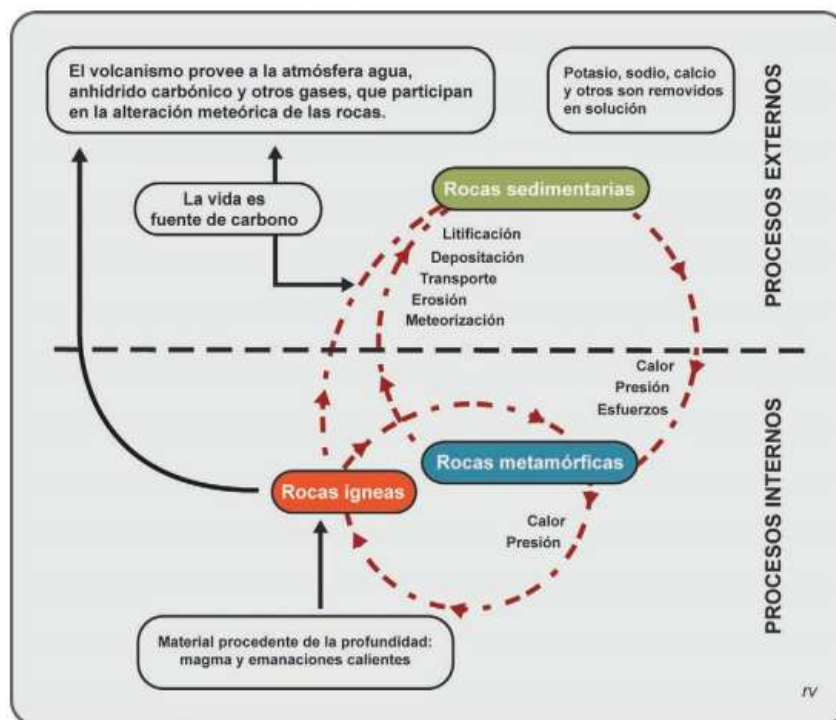 El volcanismo provee a la atmósfera agua,
anhidrido carbónico y otros gases, que participan
en la alteración meteórica de las rocas.
Potasio, sodio, calcio
y otros son removidos
en solución
La vida es
fuente de carbono
Rocas sedimentarias
Litificación
Depositación
Transporte
Erosión
Meteorización
PROCESOS EXTERNOS
Calor
Presión
Esfuerzos
Rocas metamórficas
Rocas ígneas
Calor
Presión
PROCESOS INTERNOS
Material procedente de la profundidad:
magma y emanaciones calientes
rv